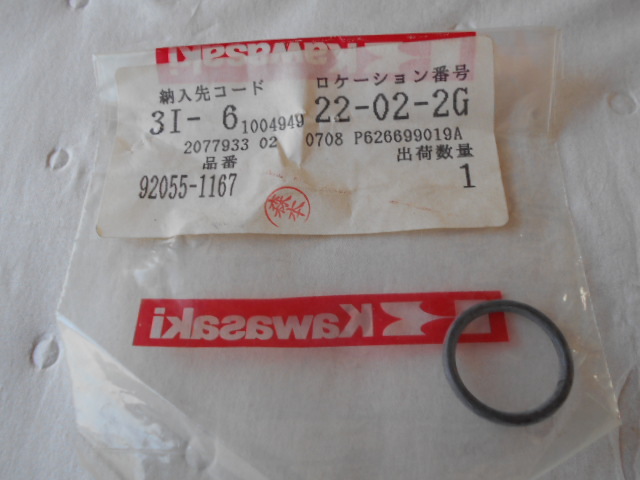 Kawasaki
納入先コード ロケーション番号
3I- 6 1004949 22-02-2G
2077933 02 0708 P626699019A
品番 出荷数量
92055-1167 1
Kawasaki